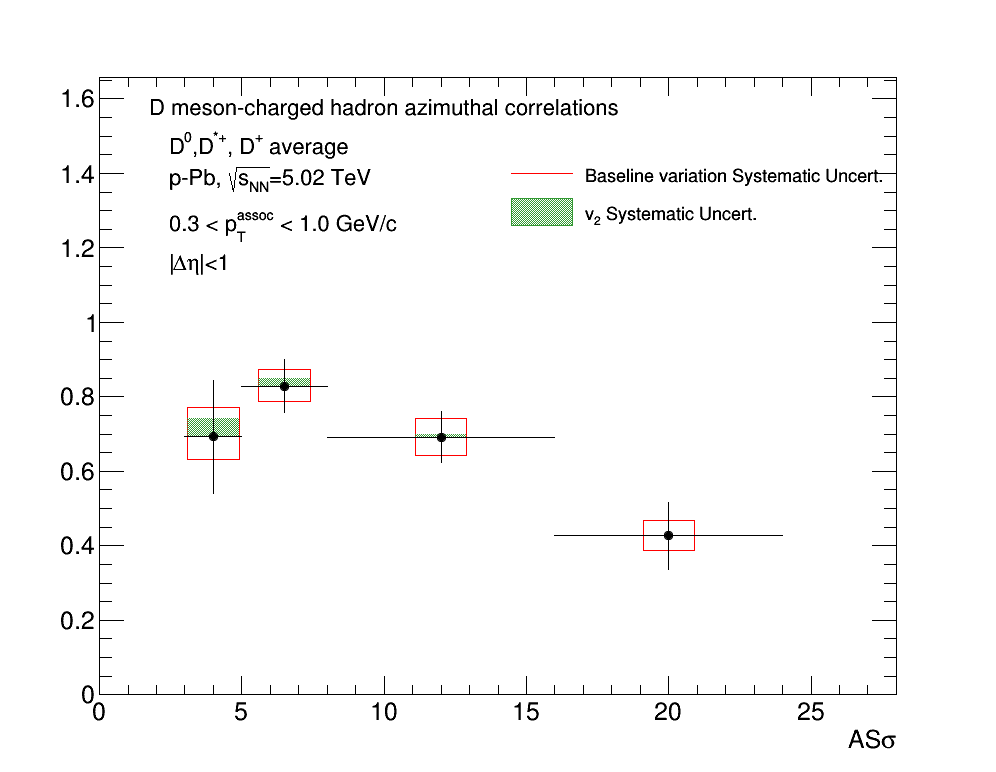 D meson-charged hadron azimuthal correlations
D⁰,D*⁺, D⁺ average
p-Pb, √sNN=5.02 TeV
0.3 < pTassoc < 1.0 GeV/c
|Δη|<1
Baseline variation Systematic Uncert.
v₂ Systematic Uncert.
1.6
1.4
1.2
1
0.8
0.6
0.4
0.2
0
0 5 10 15 20 25
ASσ